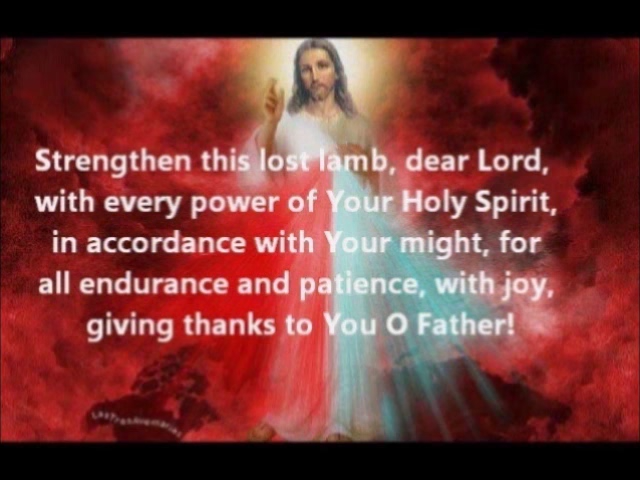 Strengthen this lost lamb, dear Lord,
with every power of Your Holy Spirit,
in accordance with Your might, for
all endurance and patience, with joy,
giving thanks to You O Father!